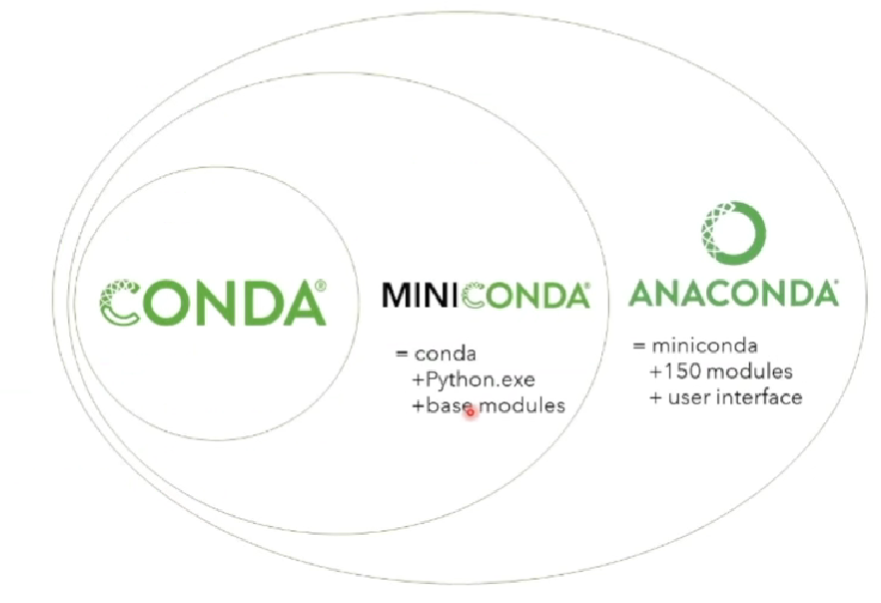 CONDA®
MINICONDA®
= conda
+Python.exe
+base modules
ANACONDA®
= miniconda
+150 modules
+ user interface